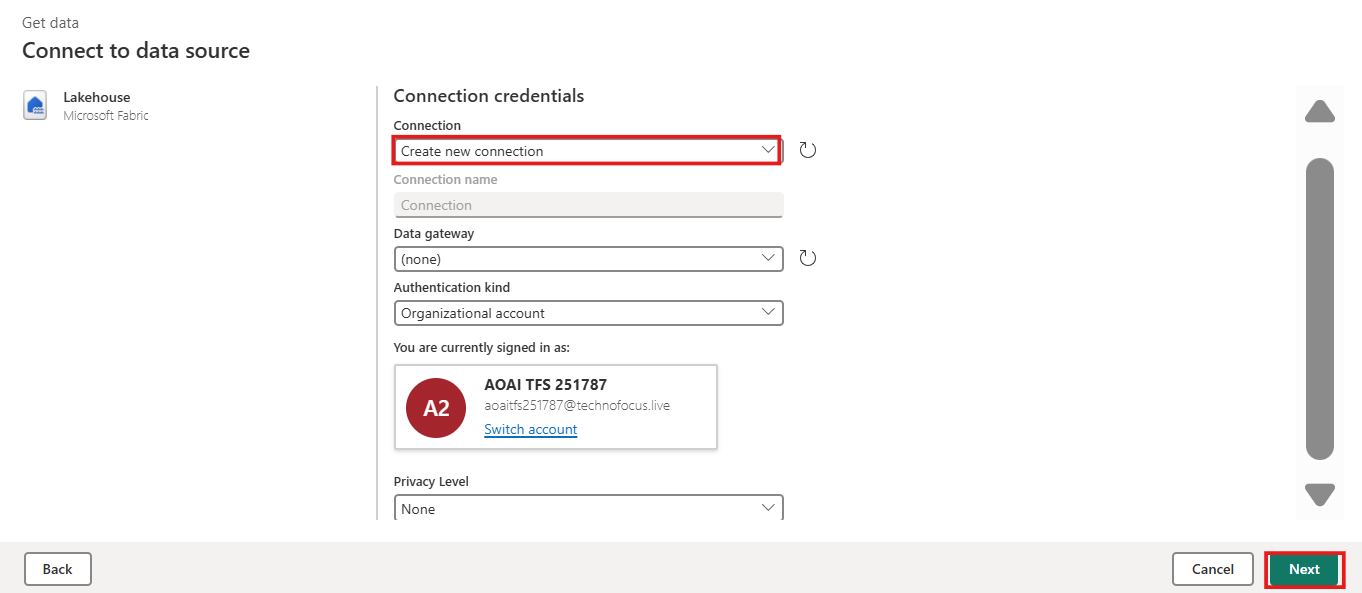 Get data
Connect to data source
Lakehouse
Microsoft Fabric
Connection credentials
Connection
Create new connection
Connection name
Connection
Data gateway
(none)
Authentication kind
Organizational account
You are currently signed in as:
A2
AOAI TFS 251787
aoaitfs251787@technofocus.live
Switch account
Privacy Level
None
Back
Cancel
Next